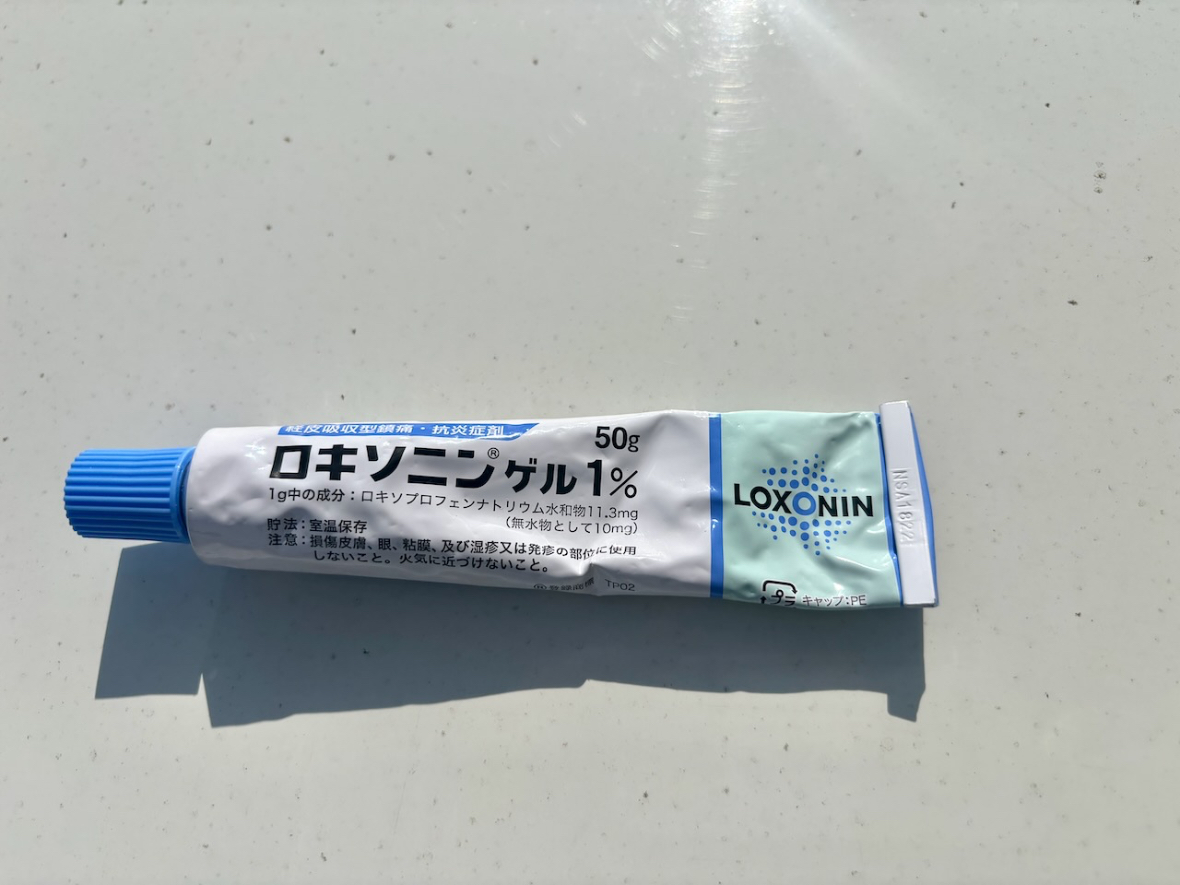 経皮吸収型鎮痛・抗炎症剤
50g
ロキソニン®ゲル1%
1g中の成分：ロキソプロフェンナトリウム水和物11.3mg
（無水物として10mg）
貯法：室温保存
注意：損傷皮膚、眼、粘膜、及び湿疹又は発疹の部位に使用
しないこと。火気に近づけないこと。
登録商標 TP02
LOXONIN
プラ キャップ:PE